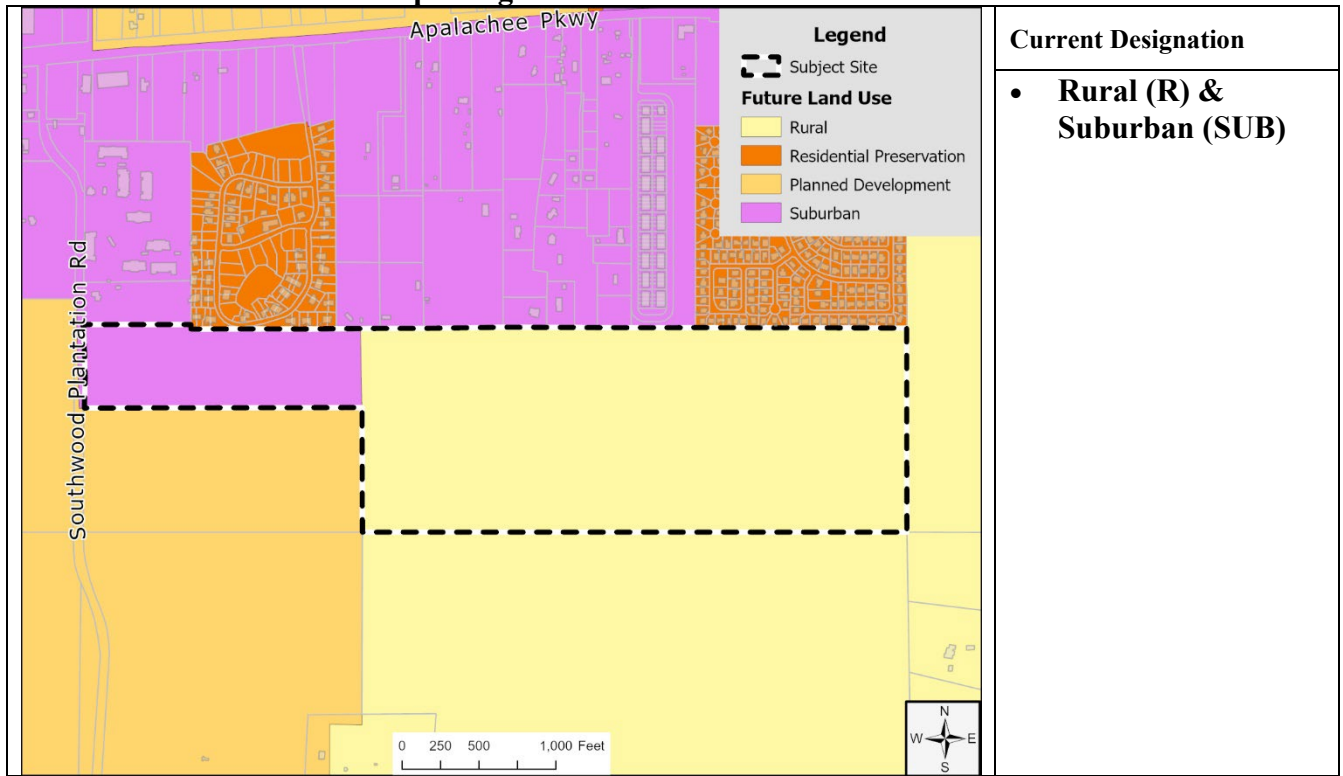 Apalachee Pkwy
Legend
Subject Site
Future Land Use
Rural
Residential Preservation
Planned Development
Suburban
Southwood Plantation Rd
0 250 500 1,000 Feet
N
W E
S
Current Designation
• Rural (R) &
Suburban (SUB)